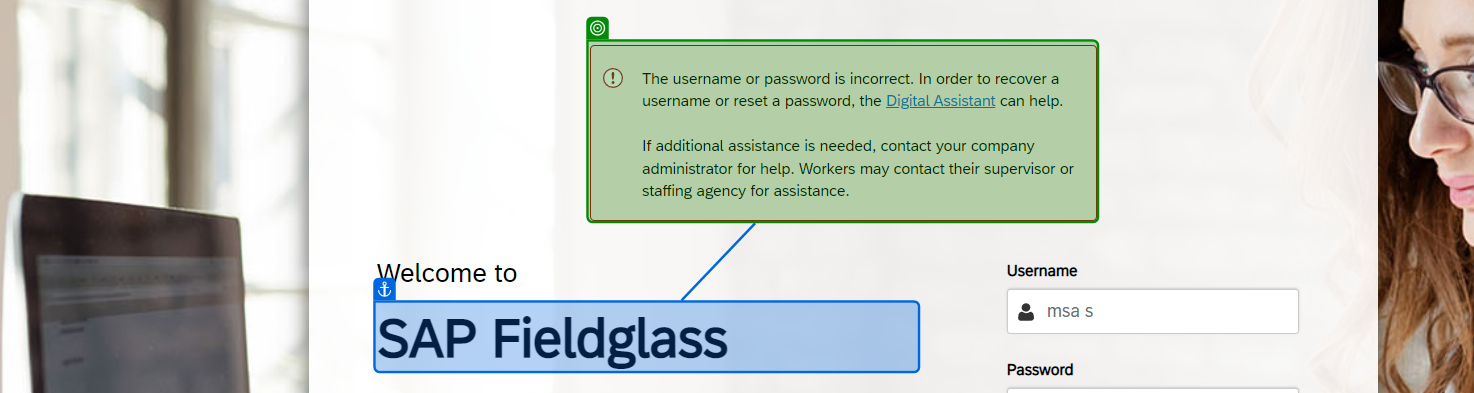 The username or password is incorrect. In order to recover a
username or reset a password, the Digital Assistant can help.
If additional assistance is needed, contact your company
administrator for help. Workers may contact their supervisor or
staffing agency for assistance.
Welcome to
SAP Fieldglass
Username
msa s
Password